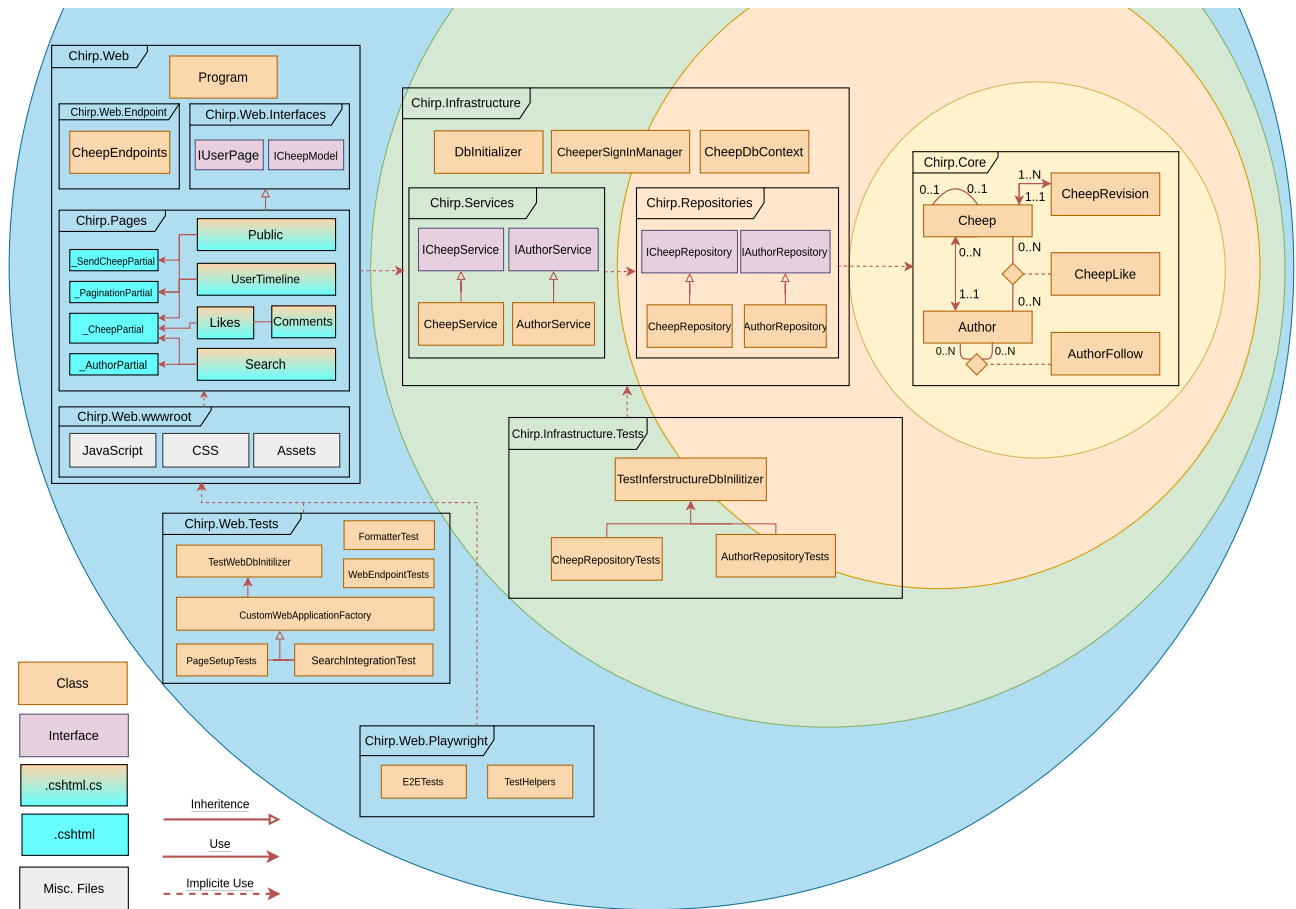 Chirp.Web
Program
Chirp.Web.Endpoint
CheepEndpoints
Chirp.Web.Interfaces
IUserPage
ICheepModel
Chirp.Pages
Public
_SendCheepPartial
UserTimeline
_PaginationPartial
Likes
Comments
_CheepPartial
Search
_AuthorPartial
Chirp.Web.wwwroot
JavaScript
CSS
Assets
Chirp.Infrastructure
DbInitializer
CheeperSignInManager
CheepDbContext
Chirp.Services
ICheepService
IAuthorService
CheepService
AuthorService
Chirp.Repositories
ICheepRepository
IAuthorRepository
CheepRepository
AuthorRepository
Chirp.Core
0..1
0..1
1..N
1..1
CheepRevision
Cheep
0..N
0..N
CheepLike
1..1
0..N
Author
0..N
0..N
AuthorFollow
Chirp.Infrastructure.Tests
TestInferstructureDbInilitizer
CheepRepositoryTests
AuthorRepositoryTests
Chirp.Web.Tests
FormatterTest
TestWebDbInitilizer
WebEndpointTests
CustomWebApplicationFactory
PageSetupTests
SearchIntegrationTest
Chirp.Web.Playwright
E2ETests
TestHelpers
Class
Interface
.cshtml.cs
.cshtml
Misc. Files
Inheritence
Use
Implicite Use